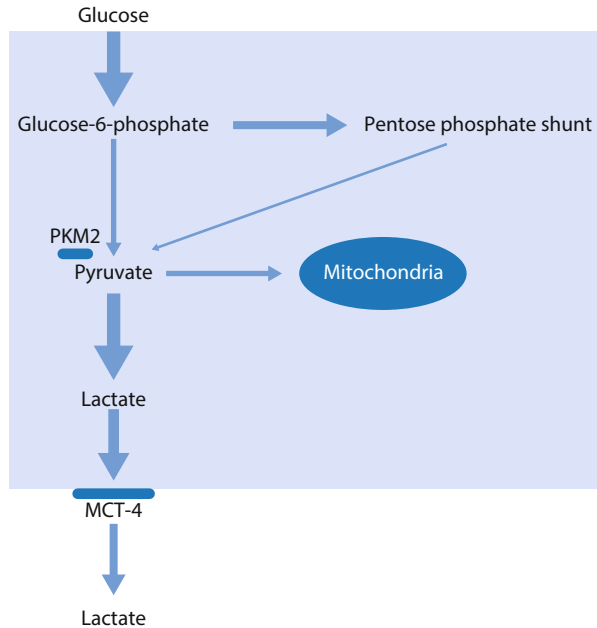 Glucose
Glucose-6-phosphate
Pentose phosphate shunt
PKM2
Pyruvate
Mitochondria
Lactate
MCT-4
Lactate